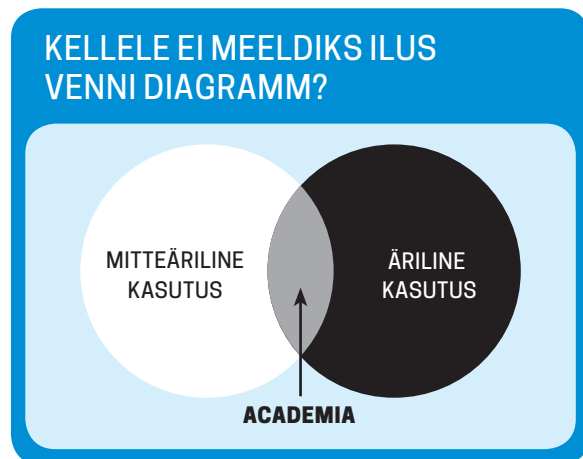 KELLELE EI MEELDIKS ILUS
VENNI DIAGRAMM?
MITTEÄRILINE
KASUTUS
ÄRILINE
KASUTUS
ACADEMIA